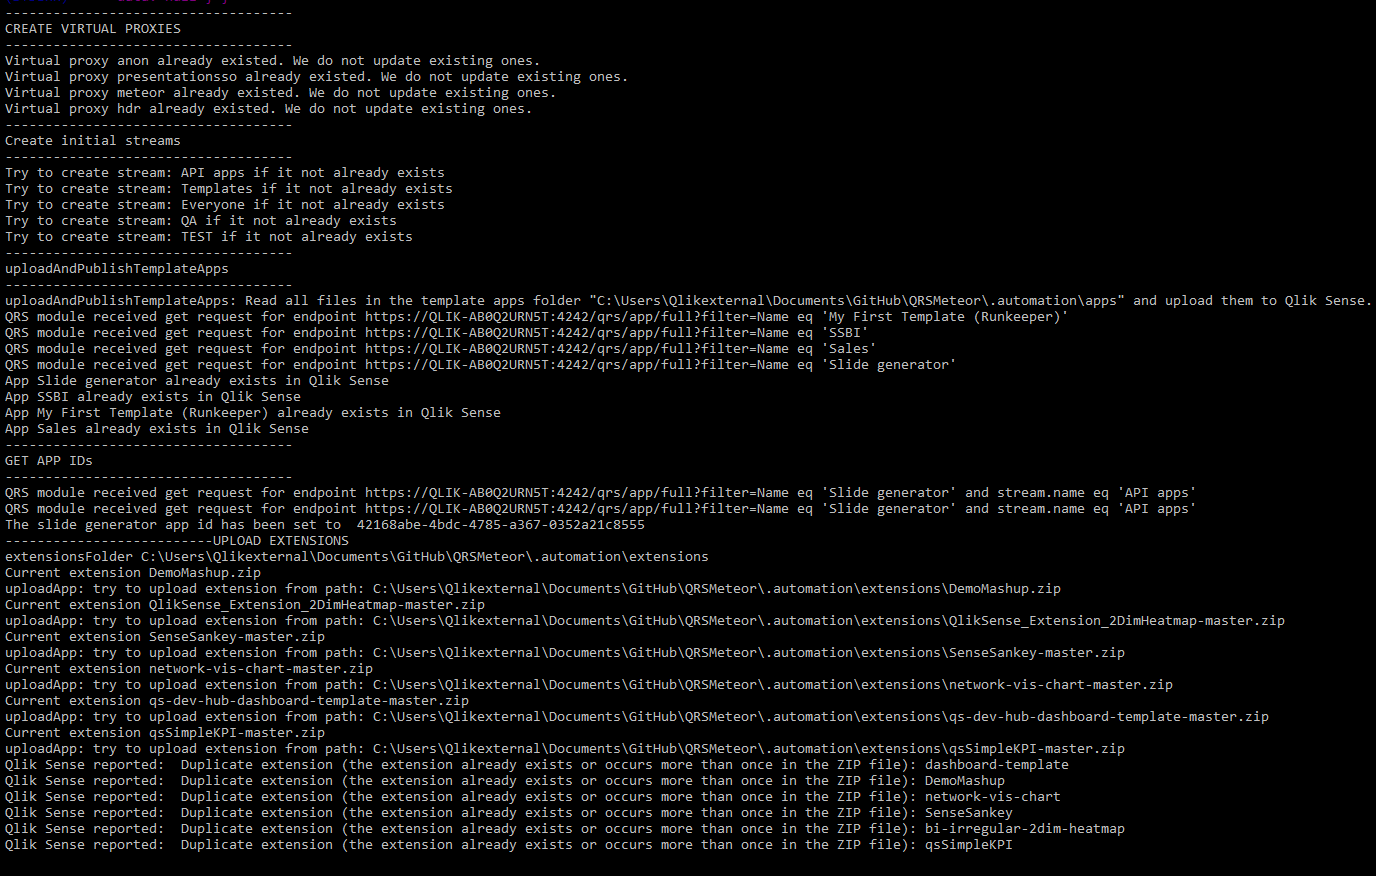 ------------------------------------
CREATE VIRTUAL PROXIES
------------------------------------
Virtual proxy anon already existed. We do not update existing ones.
Virtual proxy presentationsso already existed. We do not update existing ones.
Virtual proxy meteor already existed. We do not update existing ones.
Virtual proxy hdr already existed. We do not update existing ones.
------------------------------------
Create initial streams
------------------------------------
Try to create stream: API apps if it not already exists
Try to create stream: Templates if it not already exists
Try to create stream: Everyone if it not already exists
Try to create stream: QA if it not already exists
Try to create stream: TEST if it not already exists
------------------------------------
uploadAndPublishTemplateApps
------------------------------------
uploadAndPublishTemplateApps: Read all files in the template apps folder "C:\Users\Qlikexternal\Documents\GitHub\QRSMeteor\.automation\apps" and upload them to Qlik Sense.
QRS module received get request for endpoint https://QLIK-AB0Q2URN5T:4242/qrs/app/full?filter=Name eq 'My First Template (Runkeeper)'
QRS module received get request for endpoint https://QLIK-AB0Q2URN5T:4242/qrs/app/full?filter=Name eq 'SSBI'
QRS module received get request for endpoint https://QLIK-AB0Q2URN5T:4242/qrs/app/full?filter=Name eq 'Sales'
QRS module received get request for endpoint https://QLIK-AB0Q2URN5T:4242/qrs/app/full?filter=Name eq 'Slide generator'
App Slide generator already exists in Qlik Sense
App SSBI already exists in Qlik Sense
App My First Template (Runkeeper) already exists in Qlik Sense
App Sales already exists in Qlik Sense
------------------------------------
GET APP IDs
------------------------------------
QRS module received get request for endpoint https://QLIK-AB0Q2URN5T:4242/qrs/app/full?filter=Name eq 'Slide generator' and stream.name eq 'API apps'
QRS module received get request for endpoint https://QLIK-AB0Q2URN5T:4242/qrs/app/full?filter=Name eq 'Slide generator' and stream.name eq 'API apps'
The slide generator app id has been set to  42168abe-4bdc-4785-a367-0352a21c8555
--------------------------UPLOAD EXTENSIONS
extensionsFolder C:\Users\Qlikexternal\Documents\GitHub\QRSMeteor\.automation\extensions
Current extension DemoMashup.zip
uploadApp: try to upload extension from path: C:\Users\Qlikexternal\Documents\GitHub\QRSMeteor\.automation\extensions\DemoMashup.zip
Current extension QlikSense_Extension_2DimHeatmap-master.zip
uploadApp: try to upload extension from path: C:\Users\Qlikexternal\Documents\GitHub\QRSMeteor\.automation\extensions\QlikSense_Extension_2DimHeatmap-master.zip
Current extension SenseSankey-master.zip
uploadApp: try to upload extension from path: C:\Users\Qlikexternal\Documents\GitHub\QRSMeteor\.automation\extensions\SenseSankey-master.zip
Current extension network-vis-chart-master.zip
uploadApp: try to upload extension from path: C:\Users\Qlikexternal\Documents\GitHub\QRSMeteor\.automation\extensions\network-vis-chart-master.zip
Current extension qs-dev-hub-dashboard-template-master.zip
uploadApp: try to upload extension from path: C:\Users\Qlikexternal\Documents\GitHub\QRSMeteor\.automation\extensions\qs-dev-hub-dashboard-template-master.zip
Current extension qsSimpleKPI-master.zip
uploadApp: try to upload extension from path: C:\Users\Qlikexternal\Documents\GitHub\QRSMeteor\.automation\extensions\qsSimpleKPI-master.zip
Qlik Sense reported:  Duplicate extension (the extension already exists or occurs more than once in the ZIP file): dashboard-template
Qlik Sense reported:  Duplicate extension (the extension already exists or occurs more than once in the ZIP file): DemoMashup
Qlik Sense reported:  Duplicate extension (the extension already exists or occurs more than once in the ZIP file): network-vis-chart
Qlik Sense reported:  Duplicate extension (the extension already exists or occurs more than once in the ZIP file): SenseSankey
Qlik Sense reported:  Duplicate extension (the extension already exists or occurs more than once in the ZIP file): bi-irregular-2dim-heatmap
Qlik Sense reported:  Duplicate extension (the extension already exists or occurs more than once in the ZIP file): qsSimpleKPI